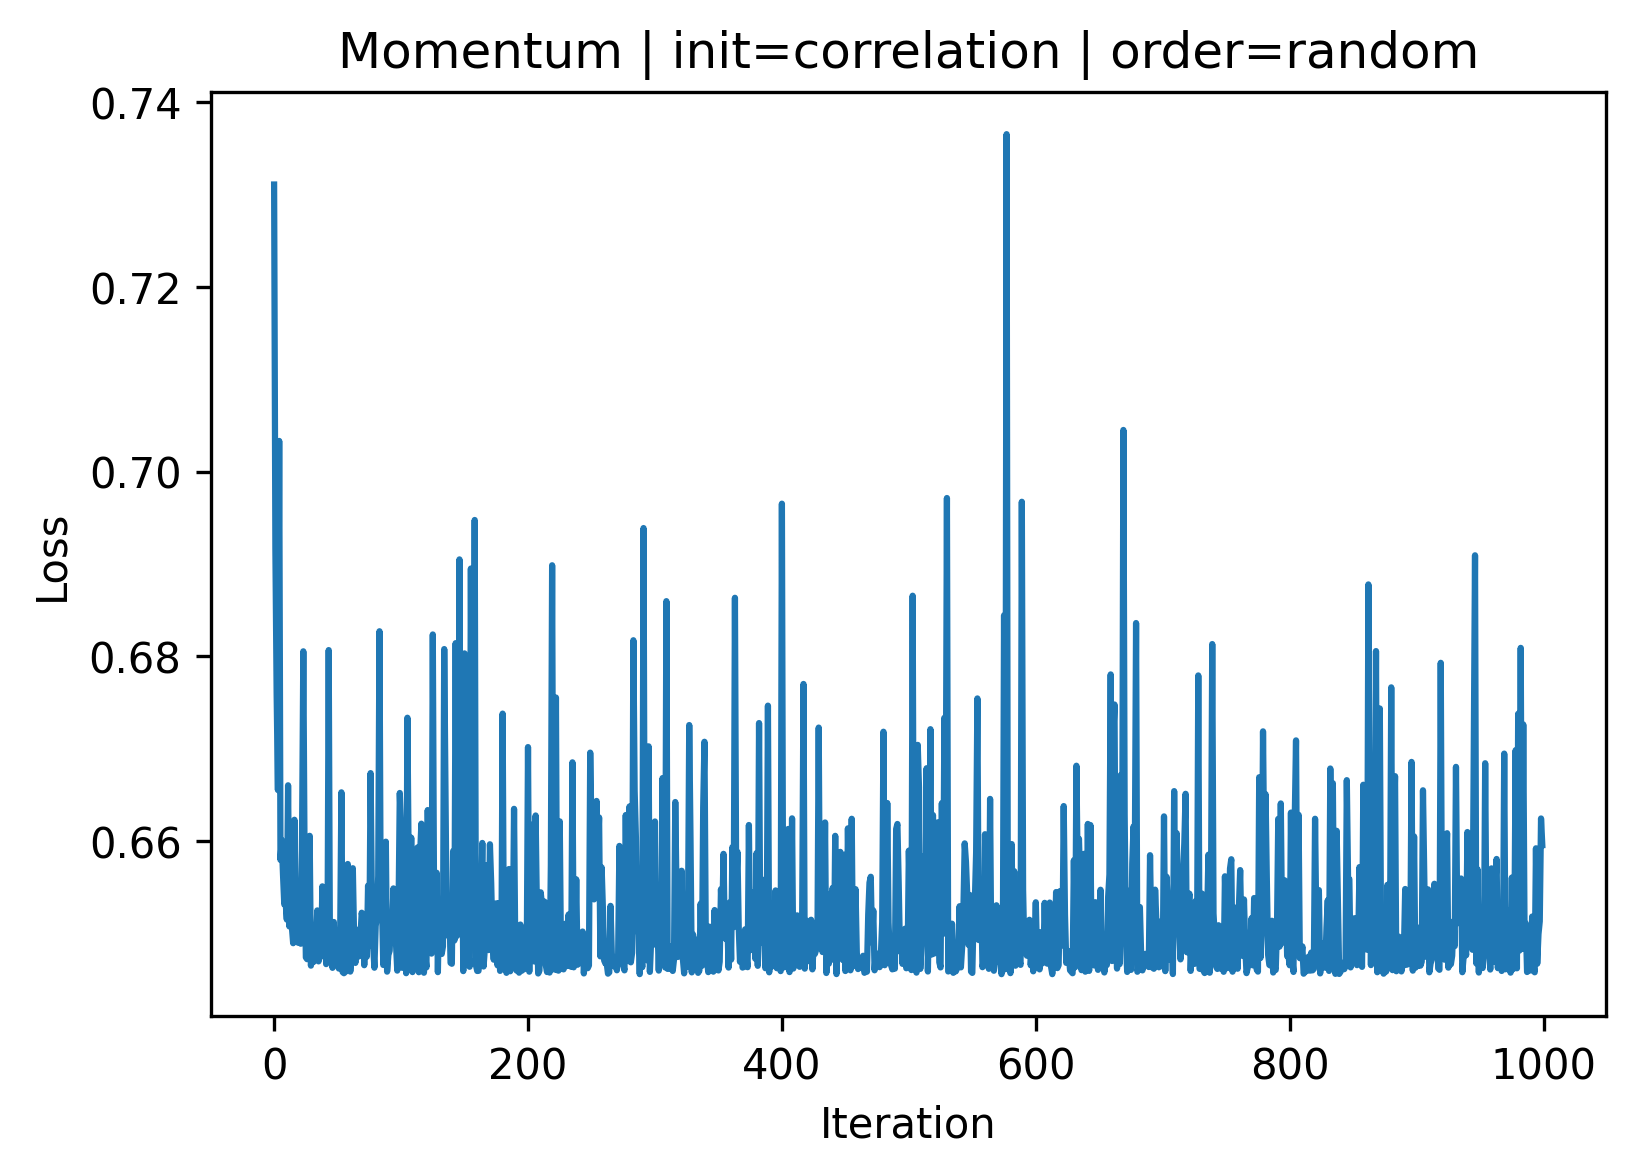 Momentum | init=correlation | order=random
0.74
0.72
0.70
0.68
0.66
Loss
0 200 400 600 800 1000
Iteration